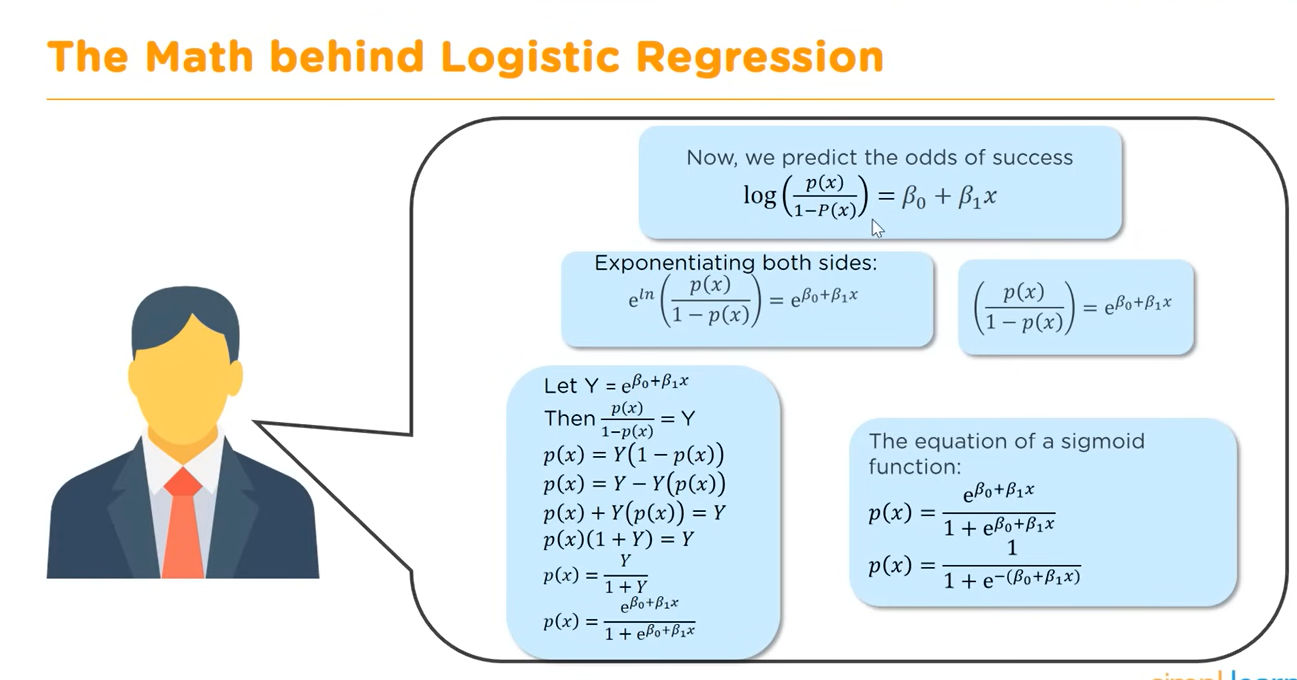 The Math behind Logistic Regression
Now, we predict the odds of success
log(p(x)/(1−P(x))) = β₀ + β₁x
Exponentiating both sides:
e^ln (p(x)/(1 − p(x))) = e^(β₀+β₁x)
(p(x)/(1 − p(x))) = e^(β₀+β₁x)
Let Y = e^(β₀+β₁x)
Then p(x)/(1−p(x)) = Y
p(x) = Y(1 − p(x))
p(x) = Y − Y(p(x))
p(x) + Y(p(x)) = Y
p(x)(1 + Y) = Y
p(x) = Y/(1 + Y)
p(x) = e^(β₀+β₁x)/(1 + e^(β₀+β₁x))
The equation of a sigmoid
function:
p(x) = e^(β₀+β₁x)/(1 + e^(β₀+β₁x))
p(x) = 1/(1 + e^−(β₀+β₁x))